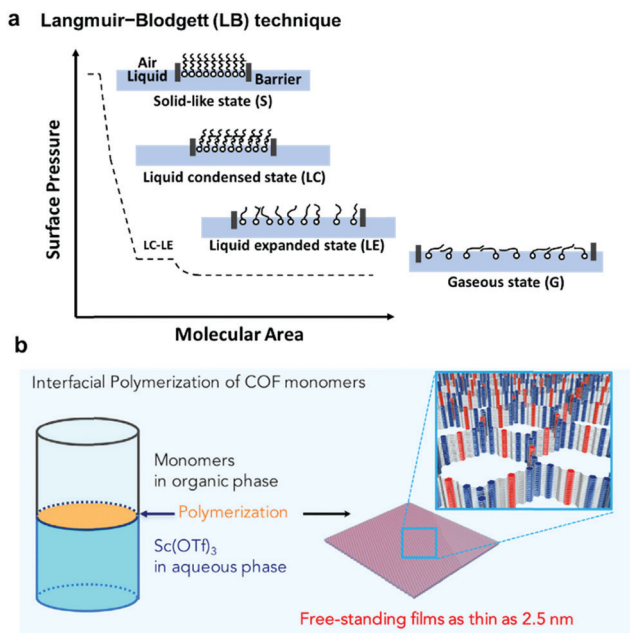 a Langmuir−Blodgett (LB) technique
Surface Pressure
Air
Liquid
Barrier
Solid-like state (S)
Liquid condensed state (LC)
LC-LE
Liquid expanded state (LE)
Gaseous state (G)
Molecular Area
b
Interfacial Polymerization of COF monomers
Monomers
in organic phase
Polymerization
Sc(OTf)₃
in aqueous phase
Free-standing films as thin as 2.5 nm